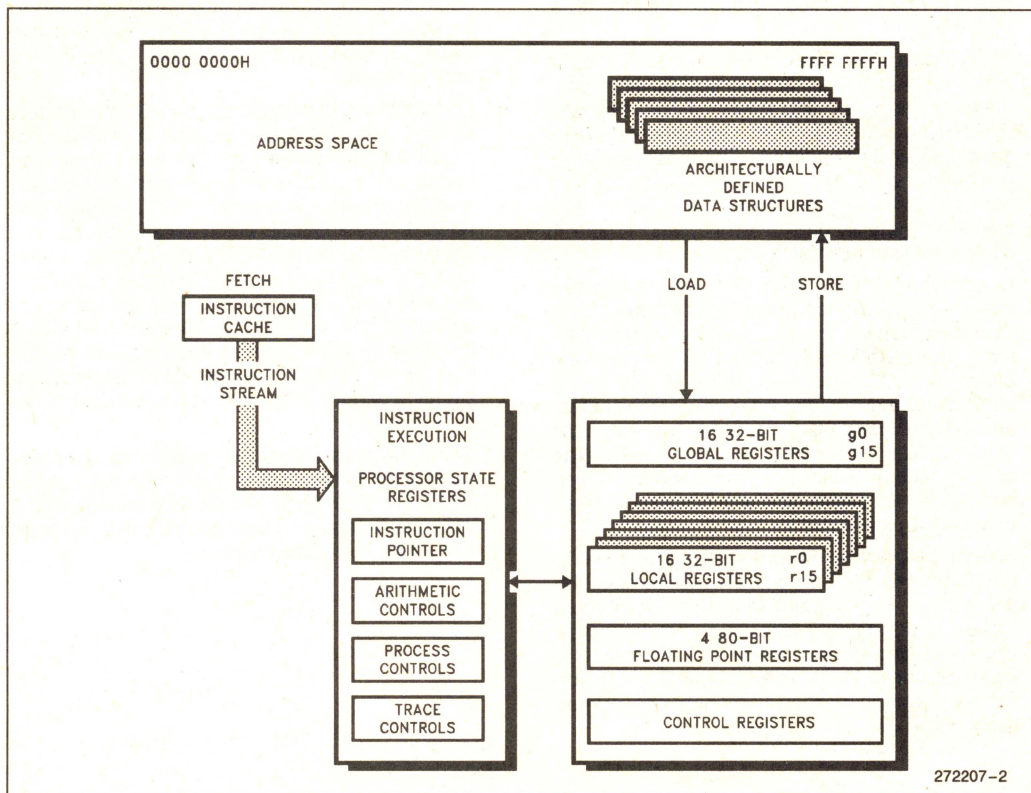 0000 0000H
FFFF FFFFH
ADDRESS SPACE
ARCHITECTURALLY
DEFINED
DATA STRUCTURES
FETCH
LOAD
STORE
INSTRUCTION
CACHE
INSTRUCTION
STREAM
INSTRUCTION
EXECUTION
PROCESSOR STATE
REGISTERS
INSTRUCTION
POINTER
ARITHMETIC
CONTROLS
PROCESS
CONTROLS
TRACE
CONTROLS
16 32-BIT g0
GLOBAL REGISTERS g15
16 32-BIT r0
LOCAL REGISTERS r15
4 80-BIT
FLOATING POINT REGISTERS
CONTROL REGISTERS
272207-2